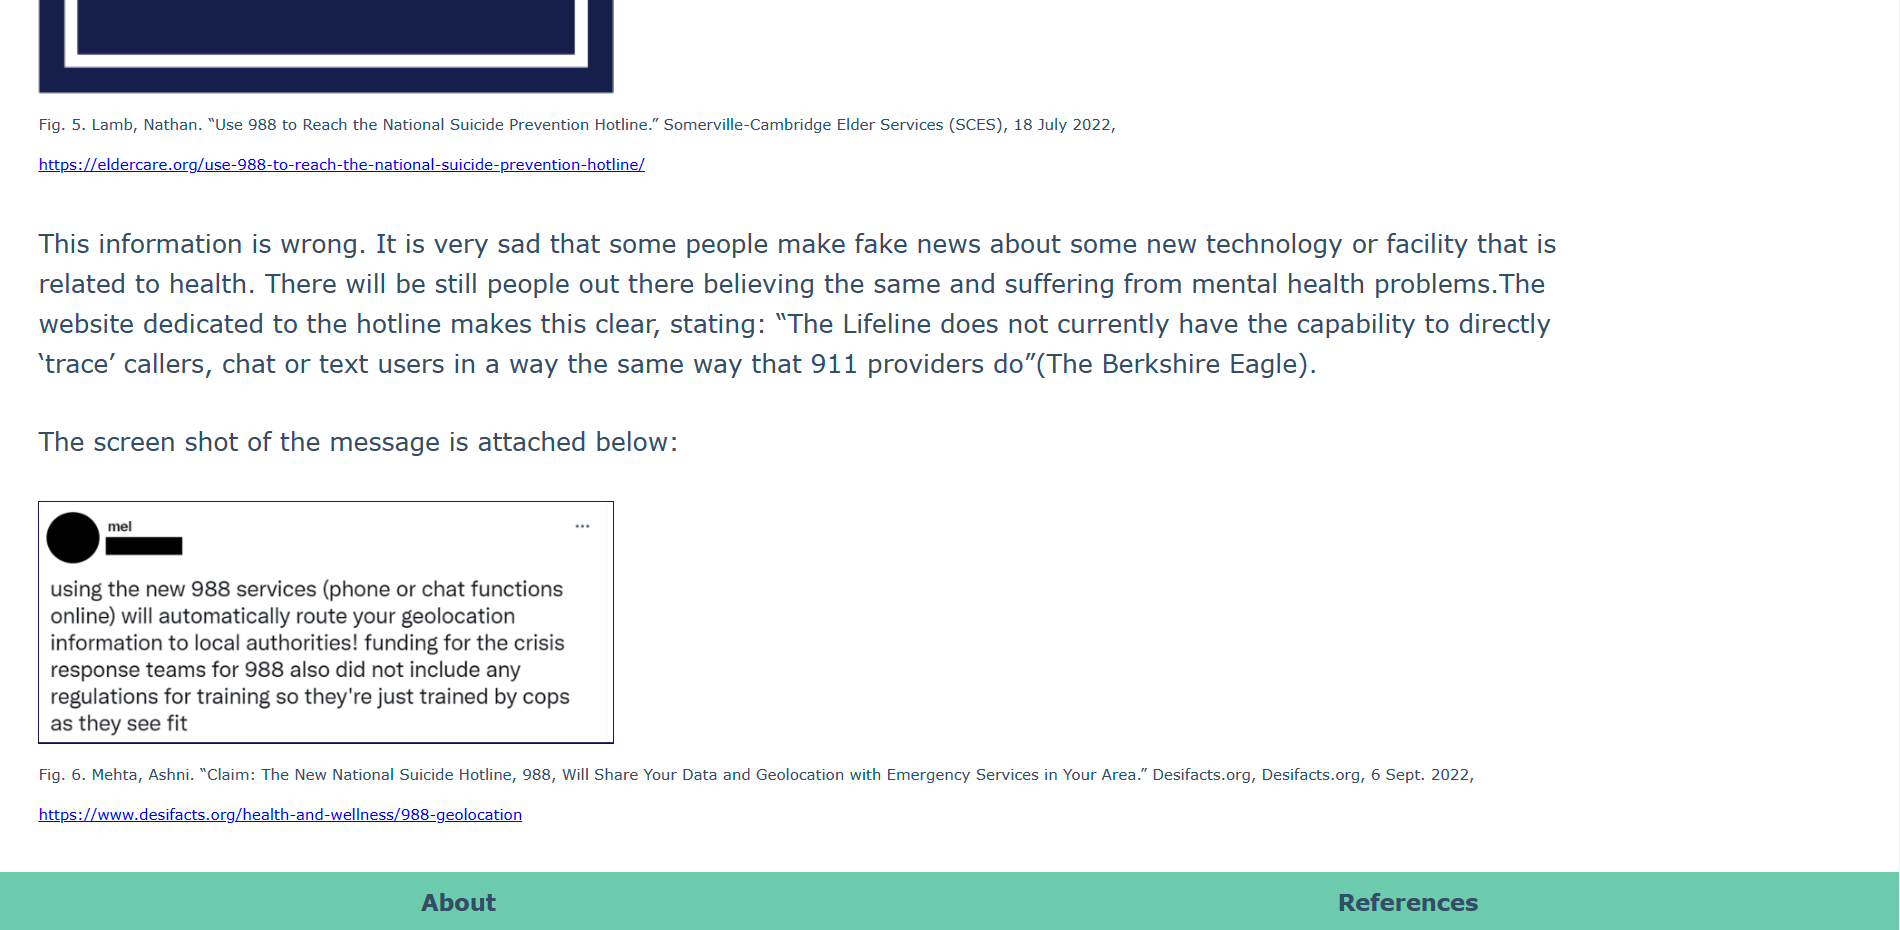 Fig. 5. Lamb, Nathan. “Use 988 to Reach the National Suicide Prevention Hotline.” Somerville-Cambridge Elder Services (SCES), 18 July 2022,
https://eldercare.org/use-988-to-reach-the-national-suicide-prevention-hotline/
This information is wrong. It is very sad that some people make fake news about some new technology or facility that is
related to health. There will be still people out there believing the same and suffering from mental health problems.The
website dedicated to the hotline makes this clear, stating: “The Lifeline does not currently have the capability to directly
‘trace’ callers, chat or text users in a way the same way that 911 providers do”(The Berkshire Eagle).
The screen shot of the message is attached below:
mel
...
using the new 988 services (phone or chat functions
online) will automatically route your geolocation
information to local authorities! funding for the crisis
response teams for 988 also did not include any
regulations for training so they're just trained by cops
as they see fit
Fig. 6. Mehta, Ashni. “Claim: The New National Suicide Hotline, 988, Will Share Your Data and Geolocation with Emergency Services in Your Area.” Desifacts.org, Desifacts.org, 6 Sept. 2022,
https://www.desifacts.org/health-and-wellness/988-geolocation
About
References